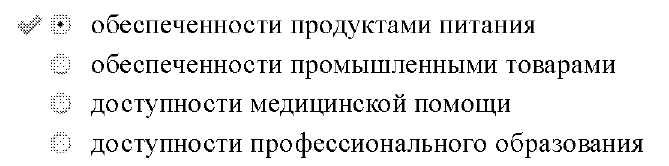 обеспеченности продуктами питания
обеспеченности промышленными товарами
доступности медицинской помощи
доступности профессионального образования